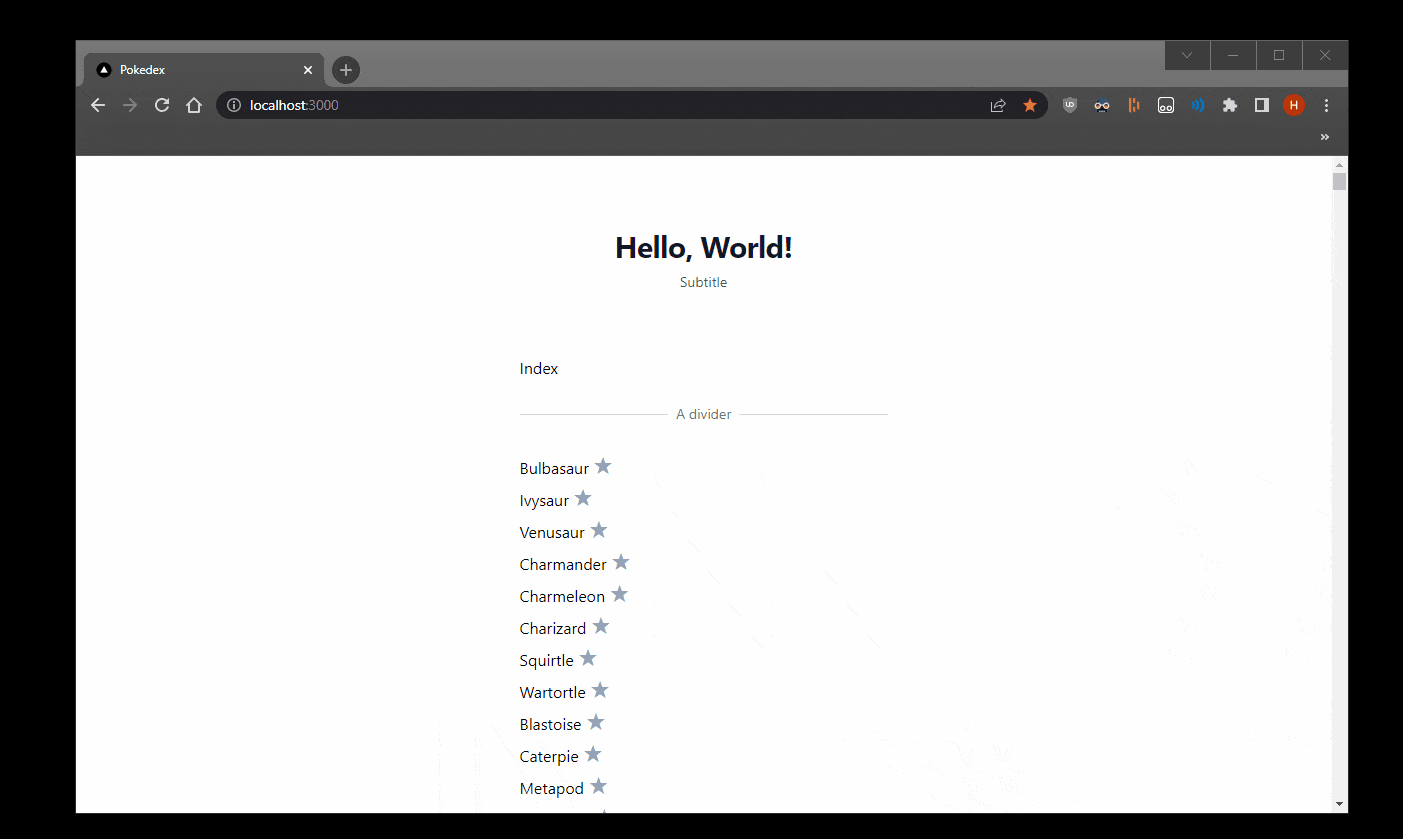 Pokedex
localhost:3000
UD
H
»
Hello, World!
Subtitle
Index
A divider
Bulbasaur ★
Ivysaur ★
Venusaur ★
Charmander ★
Charmeleon ★
Charizard ★
Squirtle ★
Wartortle ★
Blastoise ★
Caterpie ★
Metapod ★